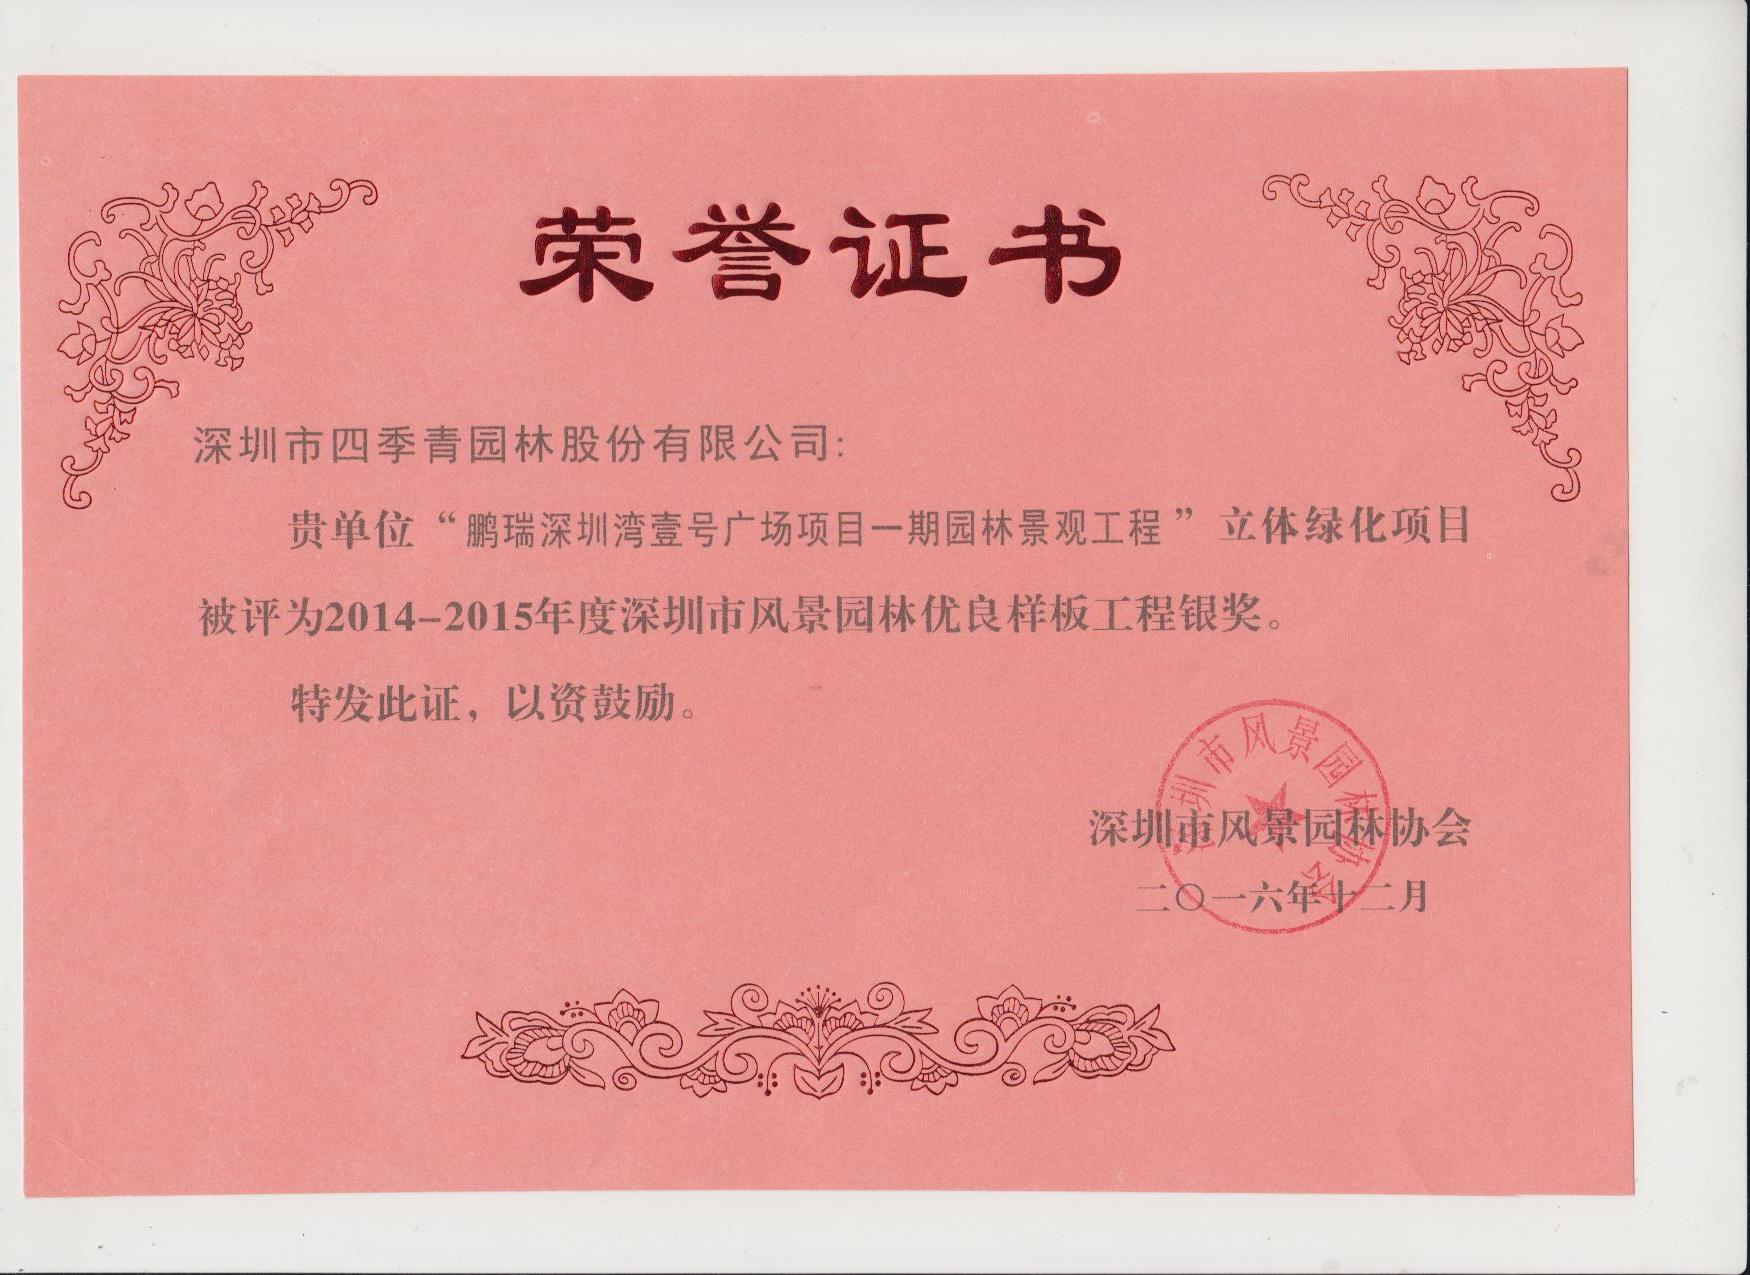 荣誉证书
深圳市四季青园林股份有限公司:
贵单位“鹏瑞深圳湾壹号广场项目一期园林景观工程”立体绿化项目
被评为2014-2015年度深圳市风景园林优良样板工程银奖。
特发此证，以资鼓励。
深圳市风景园林协会
深圳市风景园林协会
二〇一六年十二月